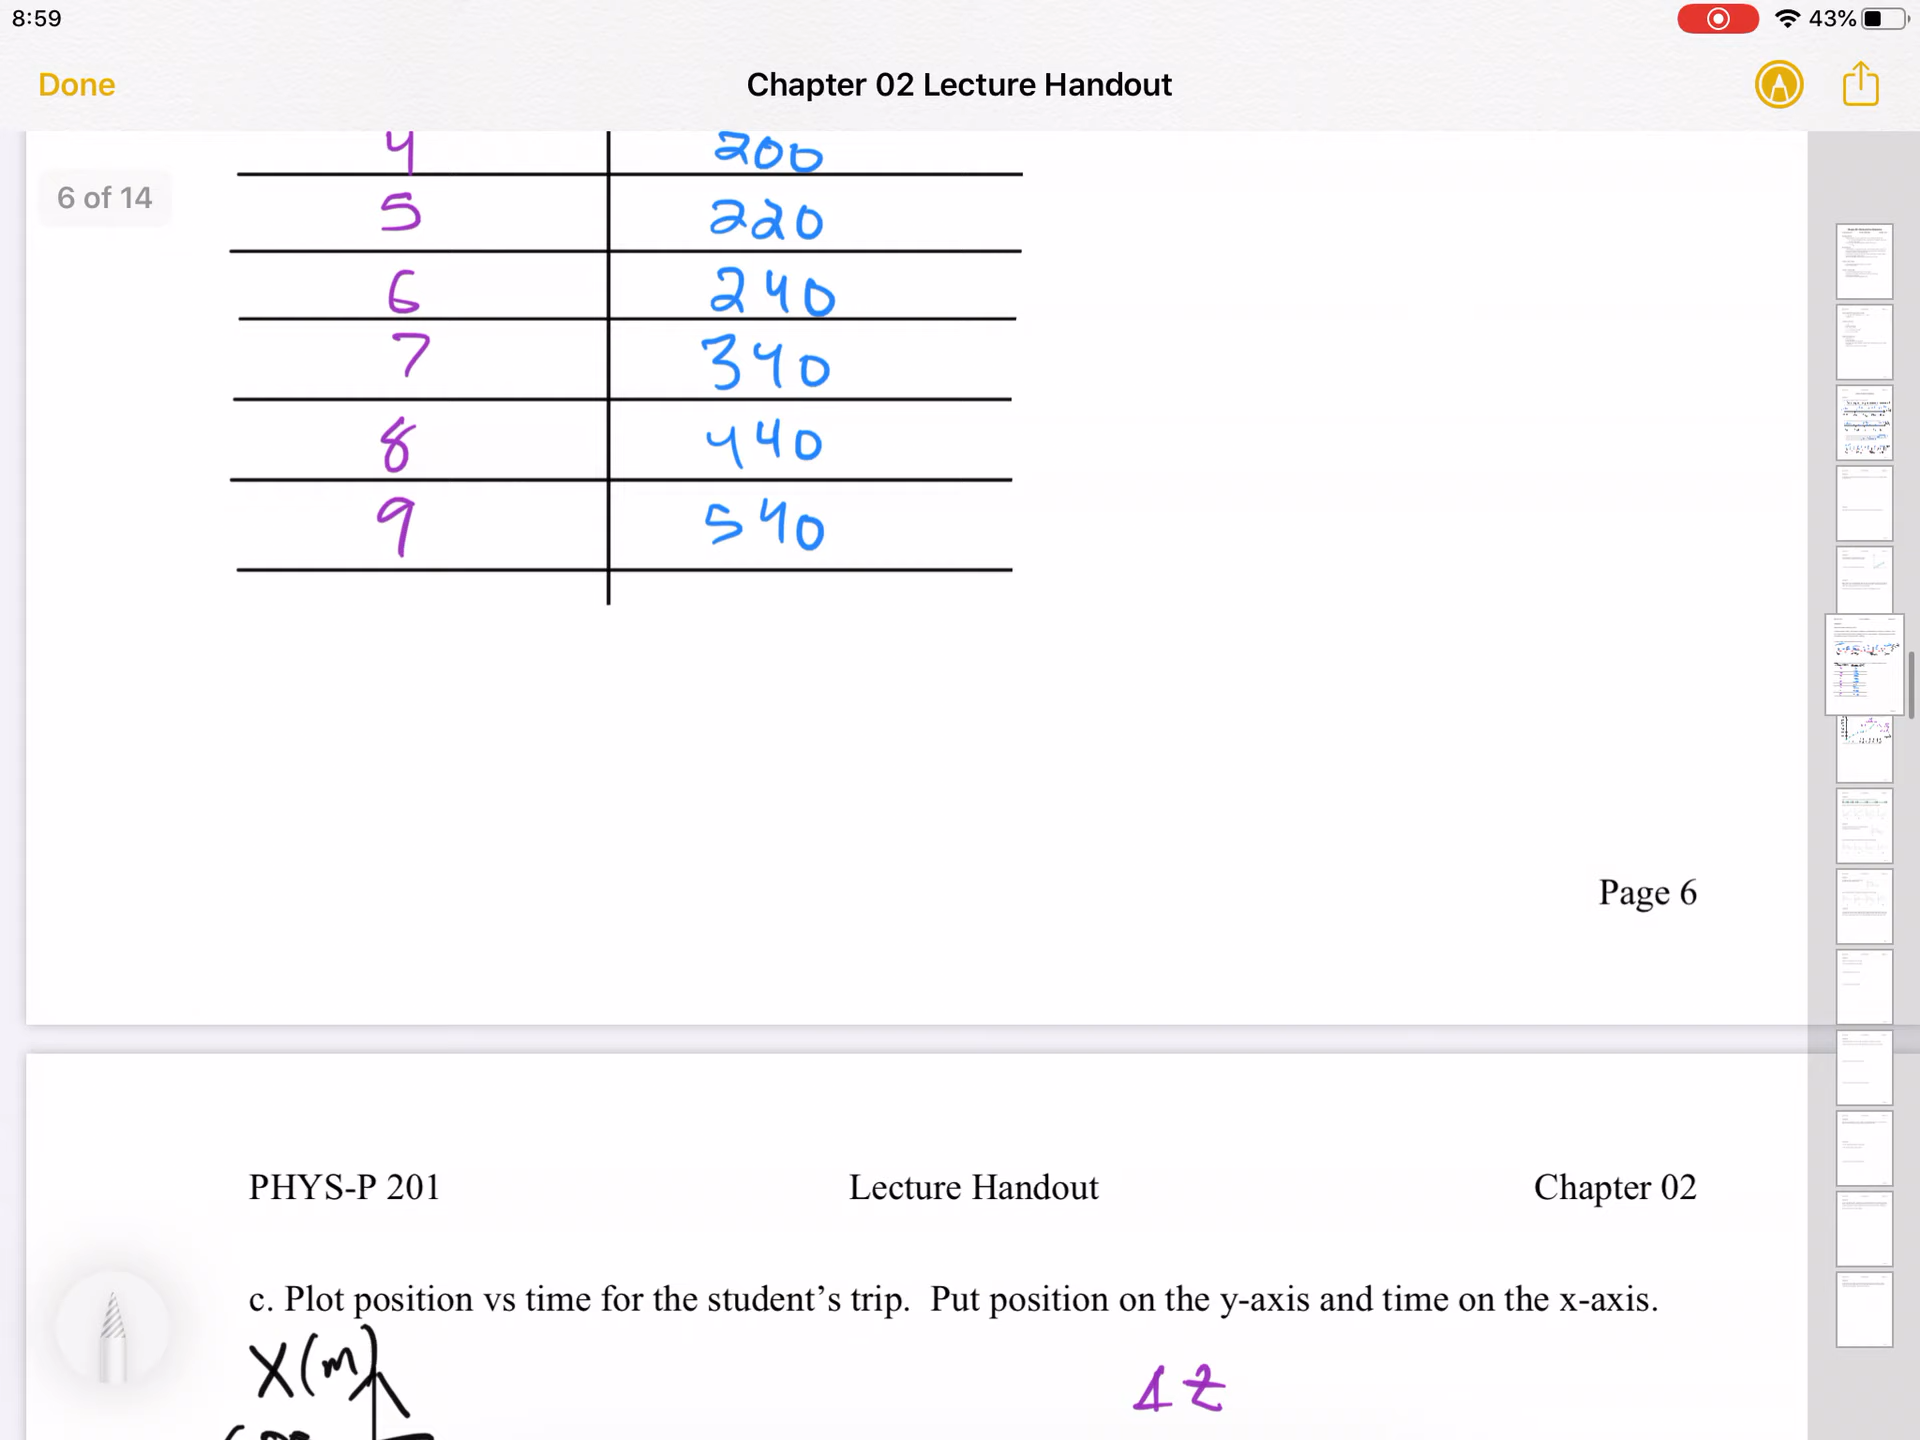 8:59 43%
Done Chapter 02 Lecture Handout
6 of 14
4 200
5 220
6 240
7 340
8 440
9 540
Page 6
PHYS-P 201 Lecture Handout Chapter 02
c. Plot position vs time for the student’s trip. Put position on the y-axis and time on the x-axis.
X(m)